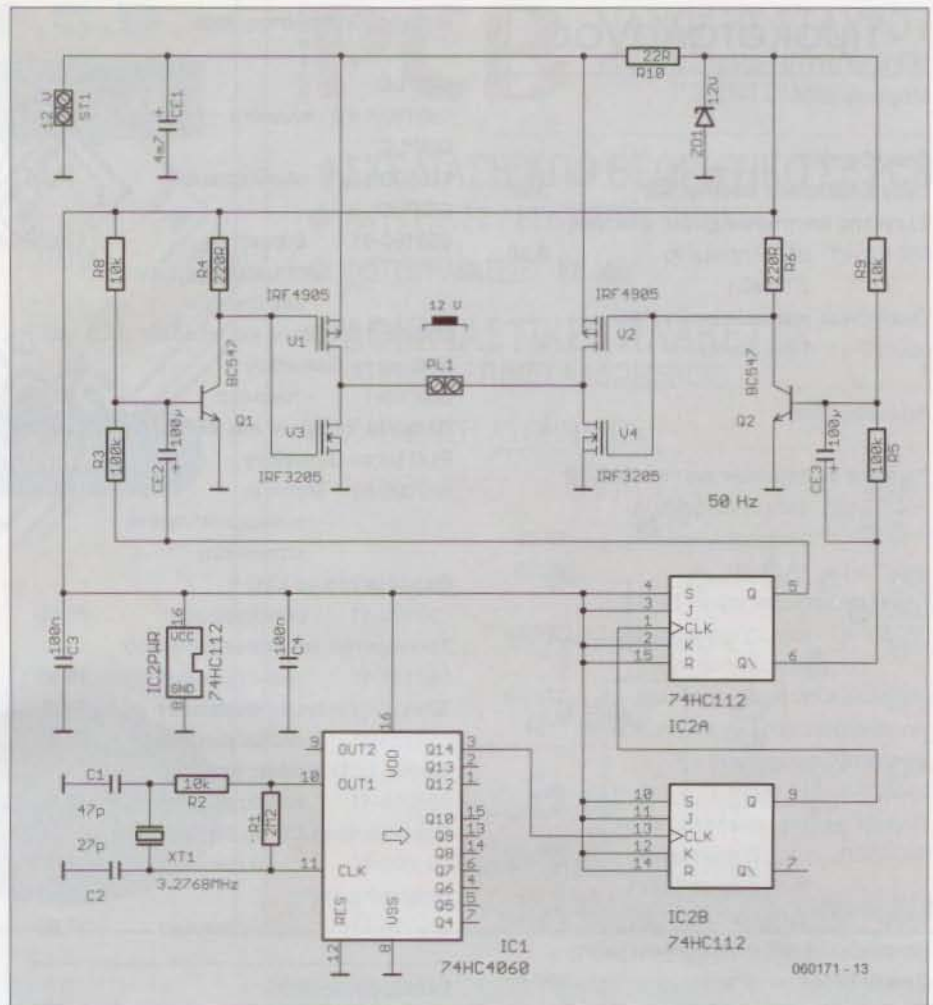 22R
R10
12 V
ST1
CE1
4m7
12V
ZD1
R8
10k
R4
220R
R6
220R
R9
10k
IRF4905
12 V
IRF4905
V1
V2
PL1
BC547
BC547
Q1
Q2
V3
V4
R3
100k
CE2
100µ
IRF3205
IRF3205
CE3
100µ
R5
100k
50 Hz
C3
100n
IC2PWR
16
VCC
GND
8
74HC112
C4
100n
4
S
Q
3
J
1
CLK
2
K
15
R
Q\
6
74HC112
IC2A
16
9
OUT2
VDD
Q14
3
Q13
2
10
OUT1
Q12
1
C1
10k
R2
R1
2M2
Q10
15
47p
Q9
13
Q8
14
27p
XT1
11
CLK
Q7
6
Q6
4
C2
3.2768MHz
Q5
5
RES
VSS
Q4
7
12
8
IC1
74HC4060
10
S
Q
9
11
J
13
CLK
12
K
14
R
Q\
7
IC2B
74HC112
060171 - 13